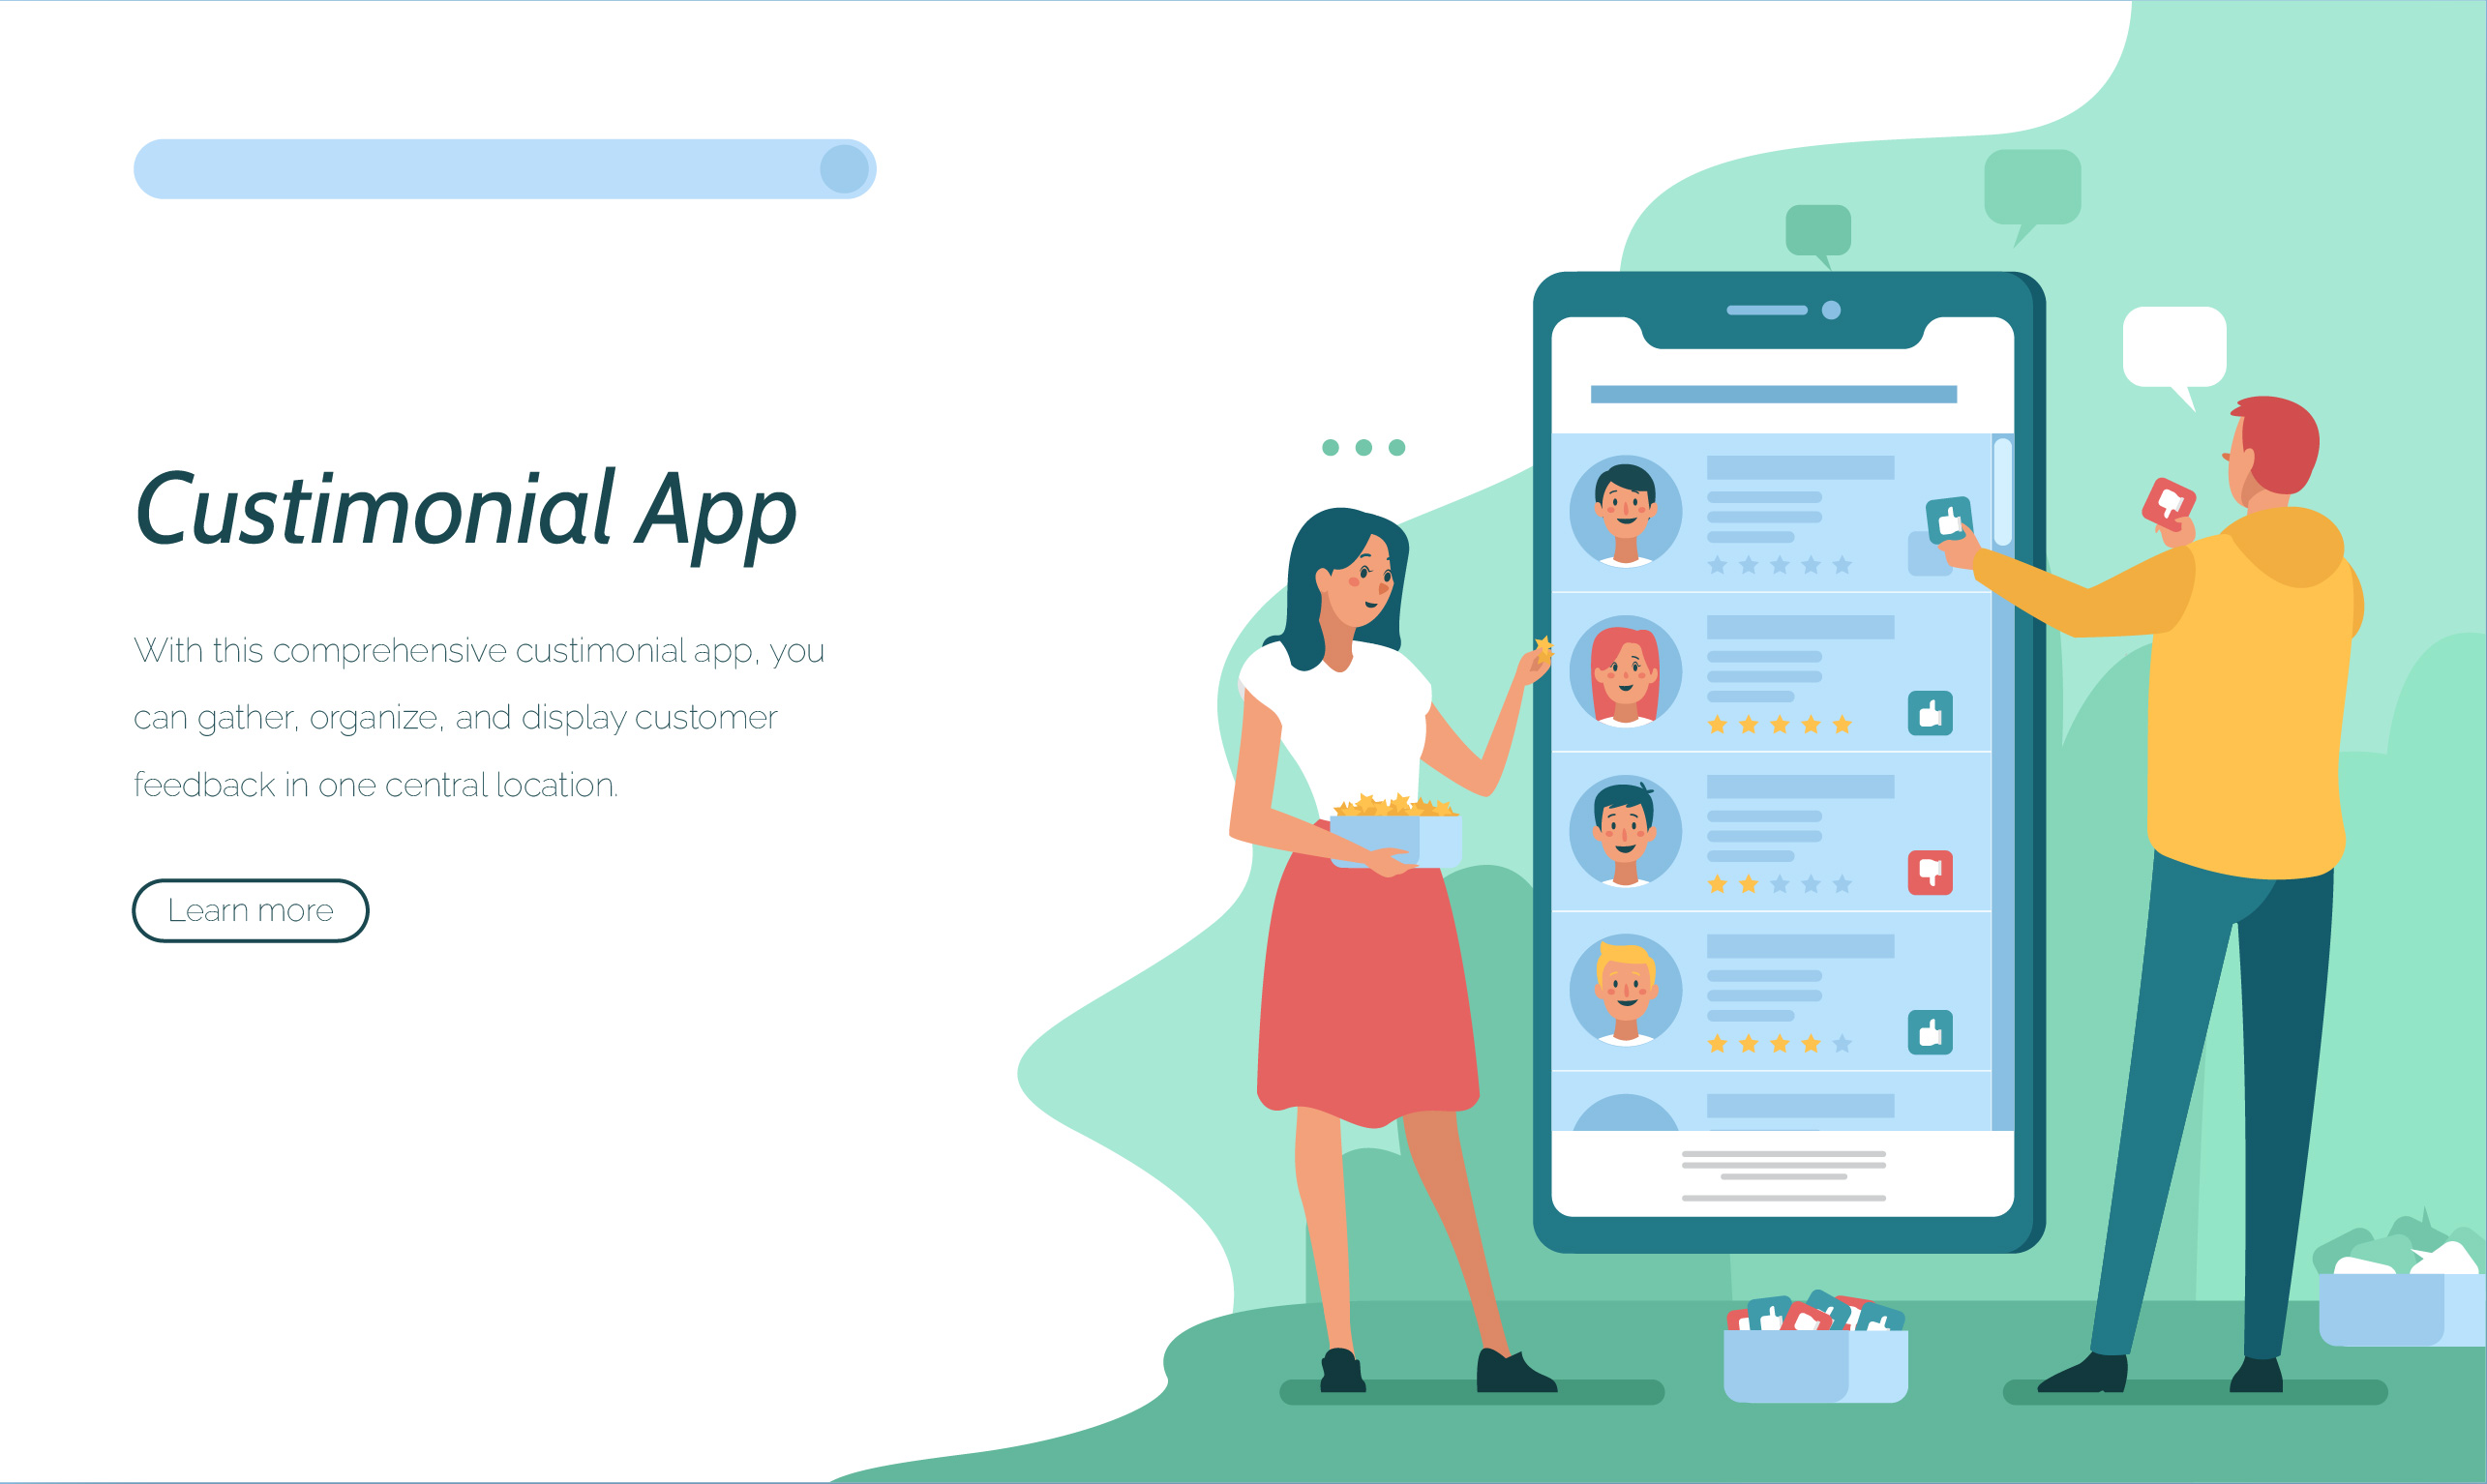 Custimonial App
With this comprehensive custimonial app, you
can gather, organize, and display customer
feedback in one central location.
Learn more